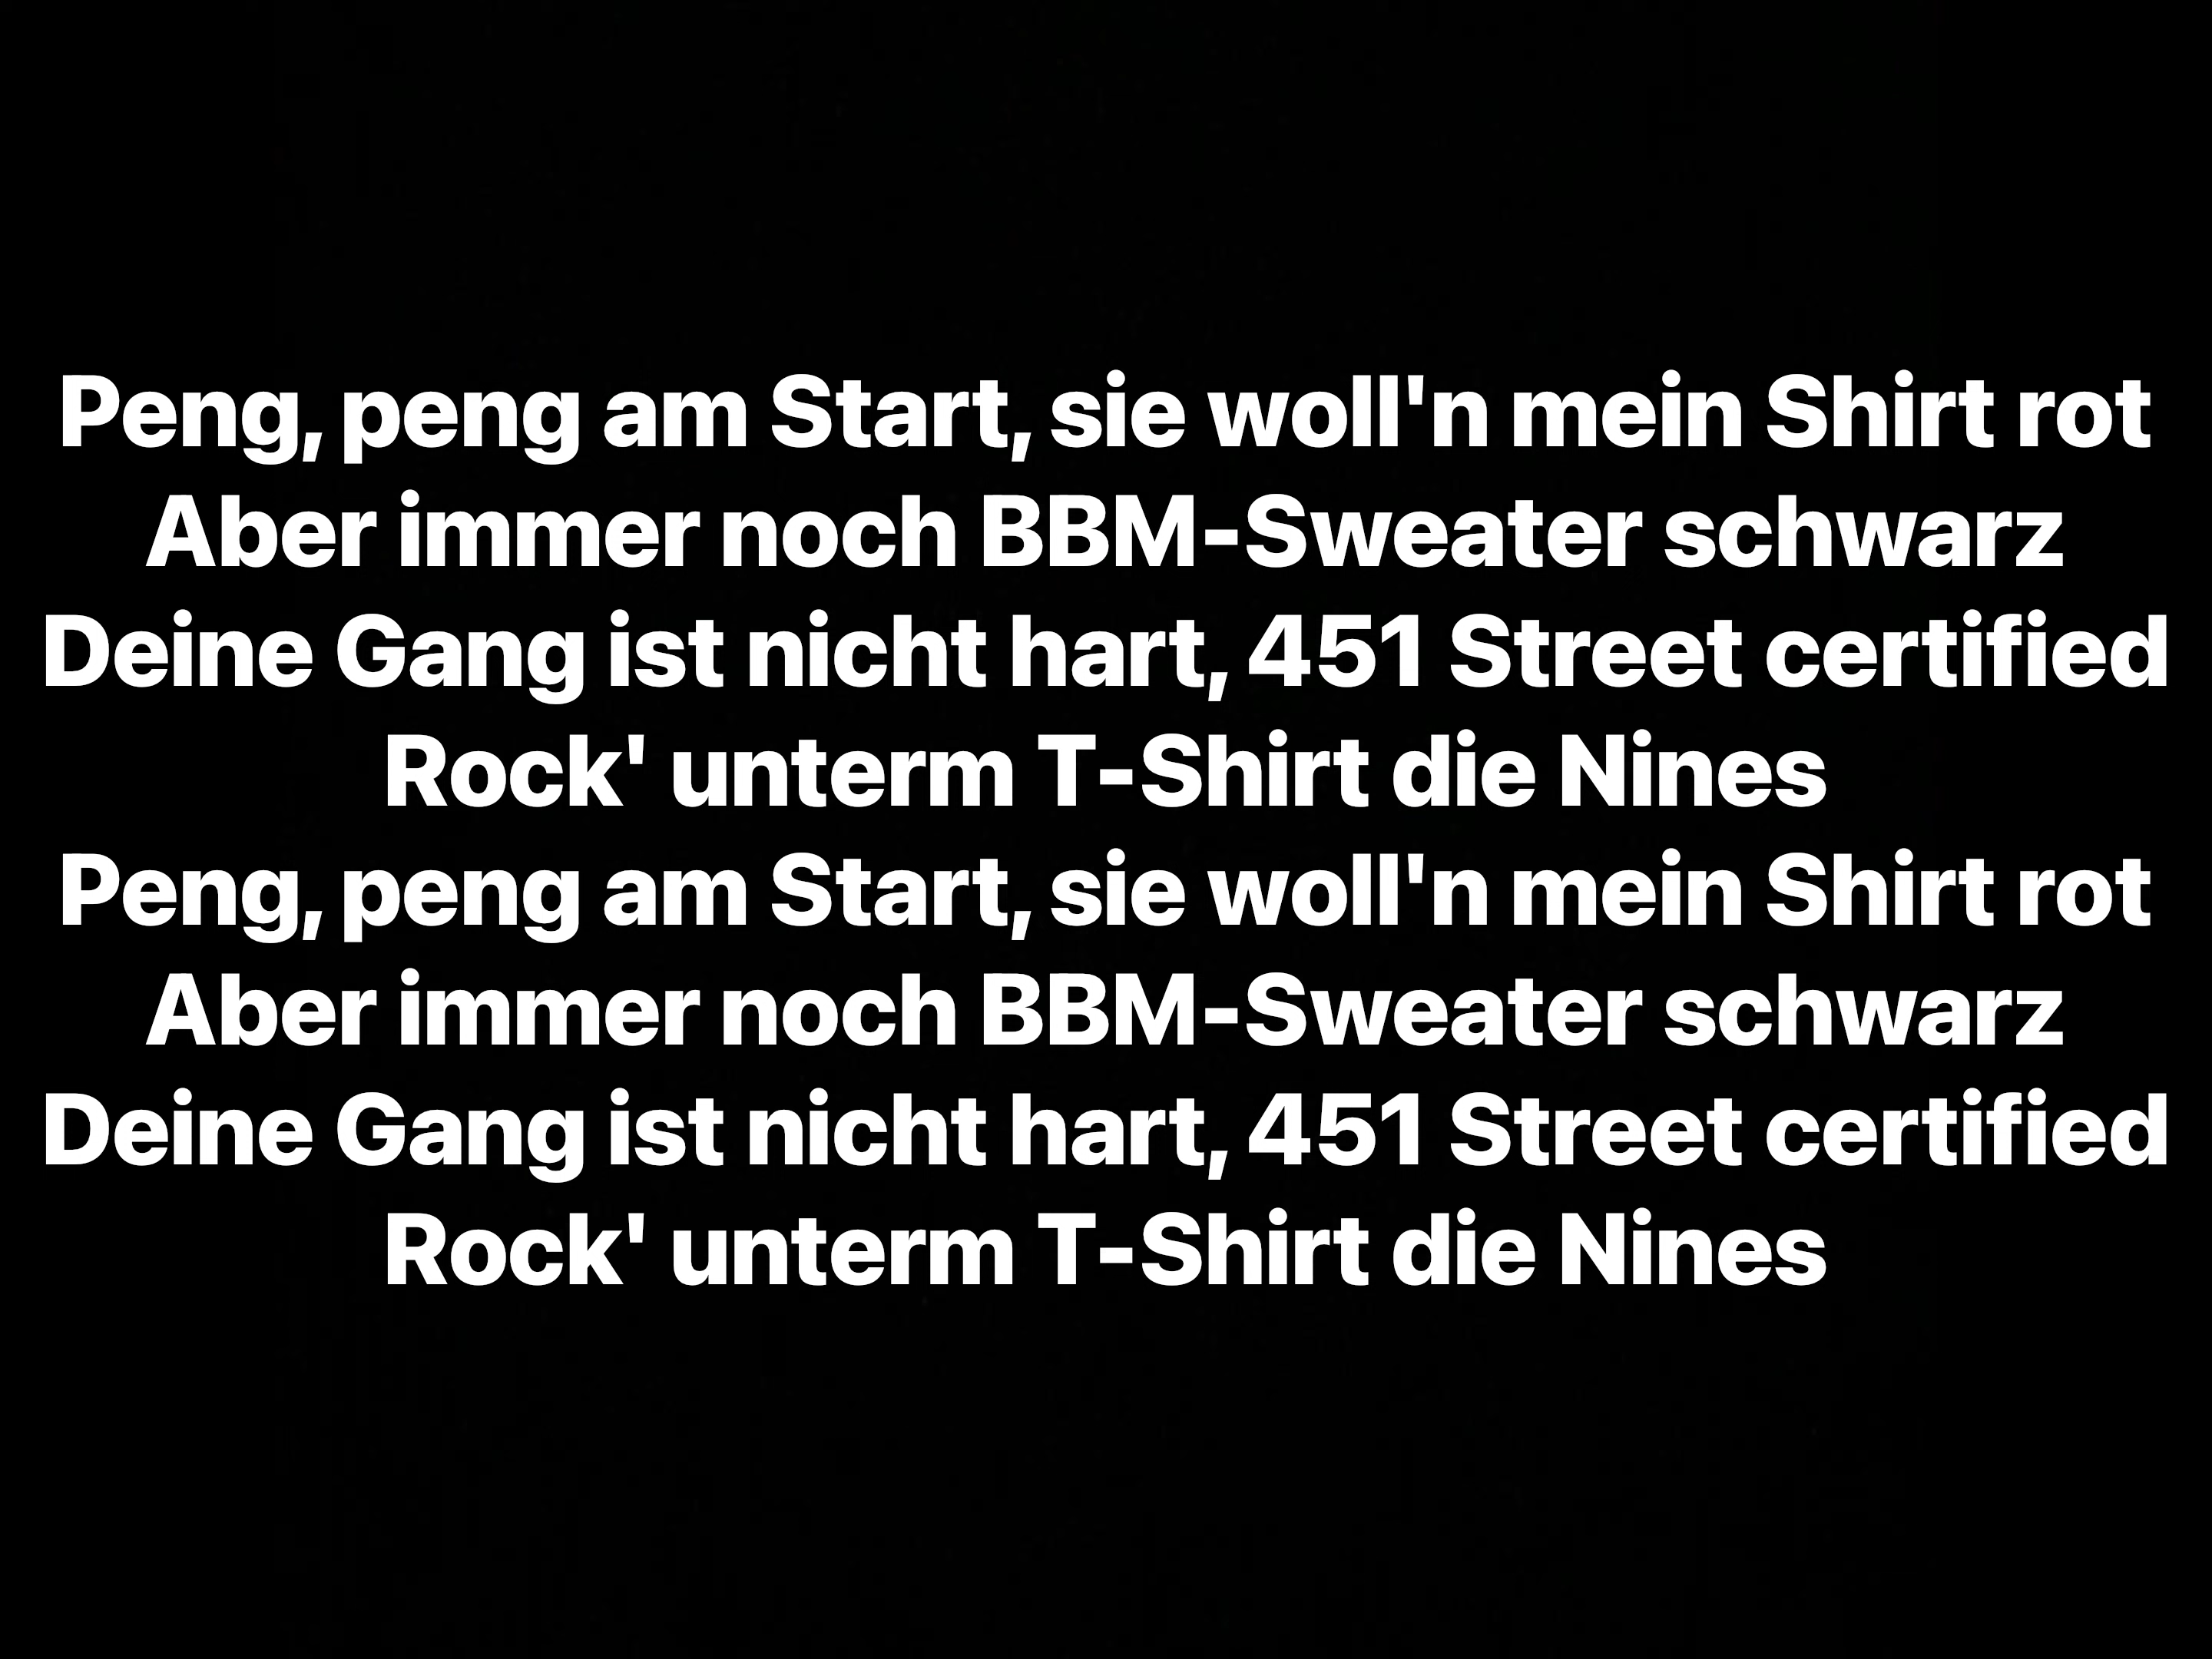 Peng, peng am Start, sie woll'n mein Shirt rot
Aber immer noch BBM-Sweater schwarz
Deine Gang ist nicht hart, 451 Street certified
Rock' unterm T-Shirt die Nines
Peng, peng am Start, sie woll'n mein Shirt rot
Aber immer noch BBM-Sweater schwarz
Deine Gang ist nicht hart, 451 Street certified
Rock' unterm T-Shirt die Nines